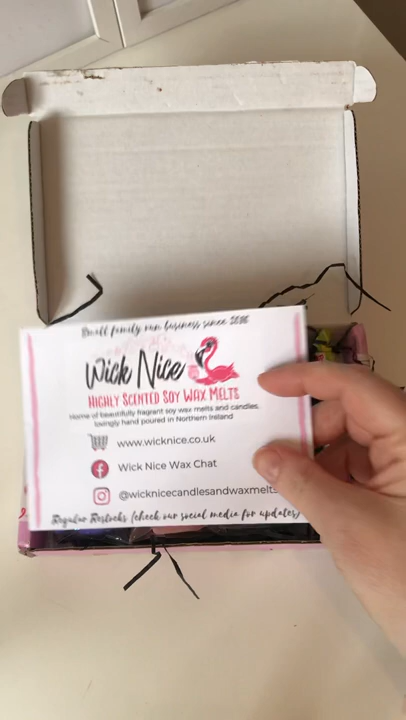 Small family run business since 2016
Wick Nice
HIGHLY SCENTED SOY WAX MELTS
Home of beautifully fragrant soy wax melts and candles,
lovingly hand poured in Northern Ireland
www.wicknice.co.uk
Wick Nice Wax Chat
@wicknicecandlesandwaxmelts
Regular Restocks (check our social media for updates)